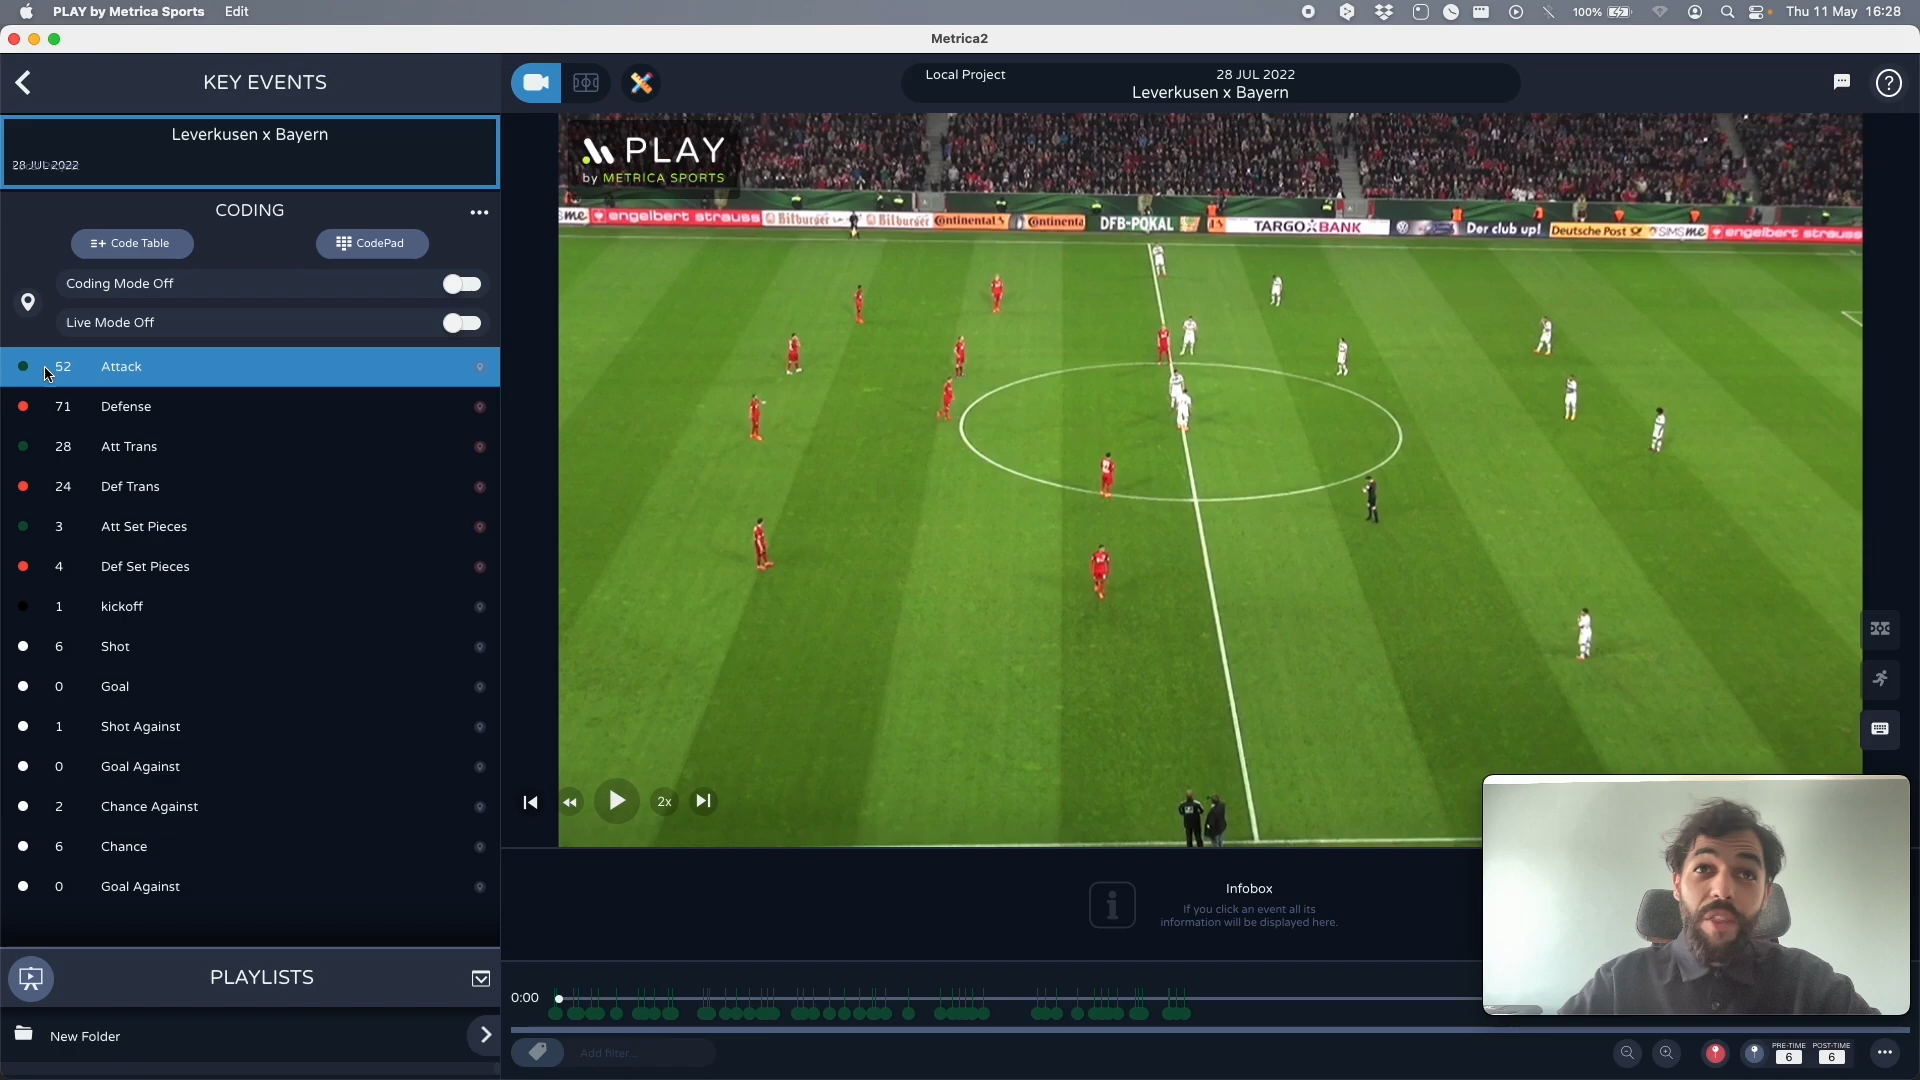 PLAY by Metrica Sports Edit
100% Thu 11 May 16:28
Metrica2
KEY EVENTS
Local Project
28 JUL 2022
Leverkusen x Bayern
?
Leverkusen x Bayern
28 JUL 2022
CODING
Code Table
CodePad
Coding Mode Off
Live Mode Off
52 Attack
71 Defense
28 Att Trans
24 Def Trans
3 Att Set Pieces
4 Def Set Pieces
1 kickoff
6 Shot
0 Goal
1 Shot Against
0 Goal Against
2 Chance Against
6 Chance
0 Goal Against
PLAYLISTS
New Folder
PLAY
by METRICA SPORTS
me engelbert strauss Bitburger Bitburger Continental Continental DFB-POKAL TARGOXBANK Der club up! Deutsche Post SIMSme engelbert strauss
2x
Infobox
If you click an event all its
information will be displayed here.
0:00
Add filter...
PRE-TIME POST-TIME
6 6